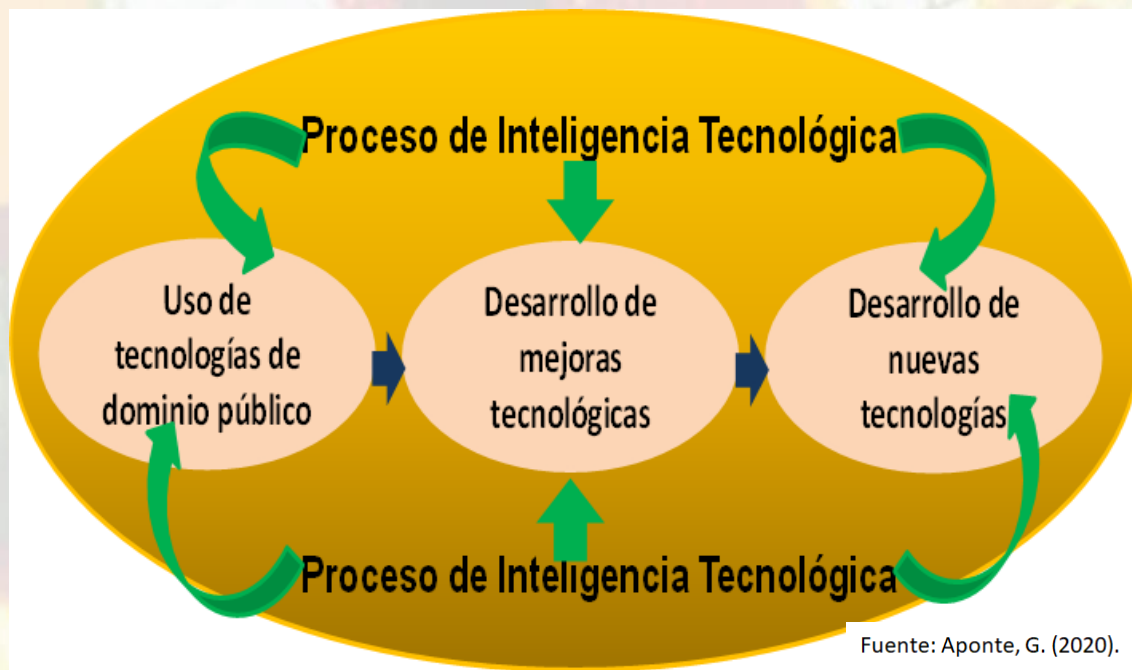 Proceso de Inteligencia Tecnológica
Uso de
tecnologías de
dominio público
Desarrollo de
mejoras
tecnológicas
Desarrollo de
nuevas
tecnologías
Proceso de Inteligencia Tecnológica
Fuente: Aponte, G. (2020).